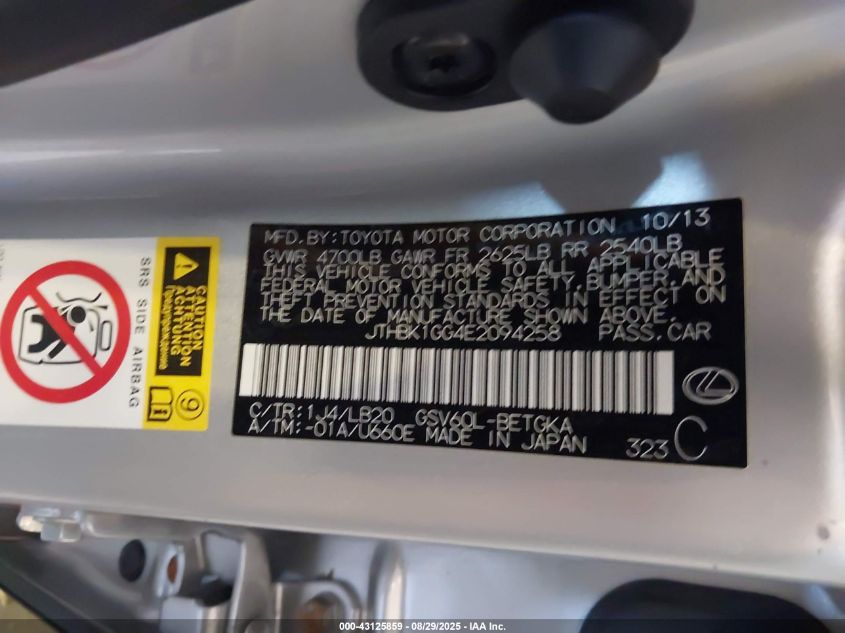 MFD. BY: TOYOTA MOTOR CORPORATION 10/13
GVWR 4700LB GAWR FR 2625LB RR 2540LB
THIS VEHICLE CONFORMS TO ALL APPLICABLE
FEDERAL MOTOR VEHICLE SAFETY, BUMPER, AND
THEFT PREVENTION STANDARDS IN EFFECT ON
THE DATE OF MANUFACTURE SHOWN ABOVE.
JTHBK1GG4E2094258 PASS. CAR
C/TR: 1J4/LB20 GSV60L-BETGKA
A/TM: -01A/U660E MADE IN JAPAN 323 C
SRS SIDE AIRBAG
CAUTION
ATTENTION
ACHTUNG
Предупреждение
9
000-43125859 - 08/29/2025 - IAA Inc.